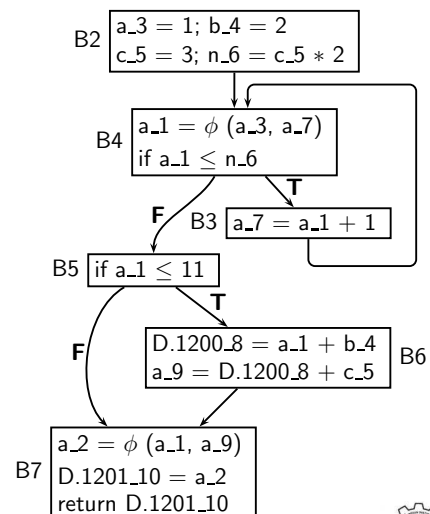 B2
a_3 = 1; b_4 = 2
c_5 = 3; n_6 = c_5 * 2
B4
a_1 = ϕ (a_3, a_7)
if a_1 ≤ n_6
F
T
B3
a_7 = a_1 + 1
B5
if a_1 ≤ 11
F
T
D.1200_8 = a_1 + b_4
a_9 = D.1200_8 + c_5
B6
B7
a_2 = ϕ (a_1, a_9)
D.1201_10 = a_2
return D.1201_10